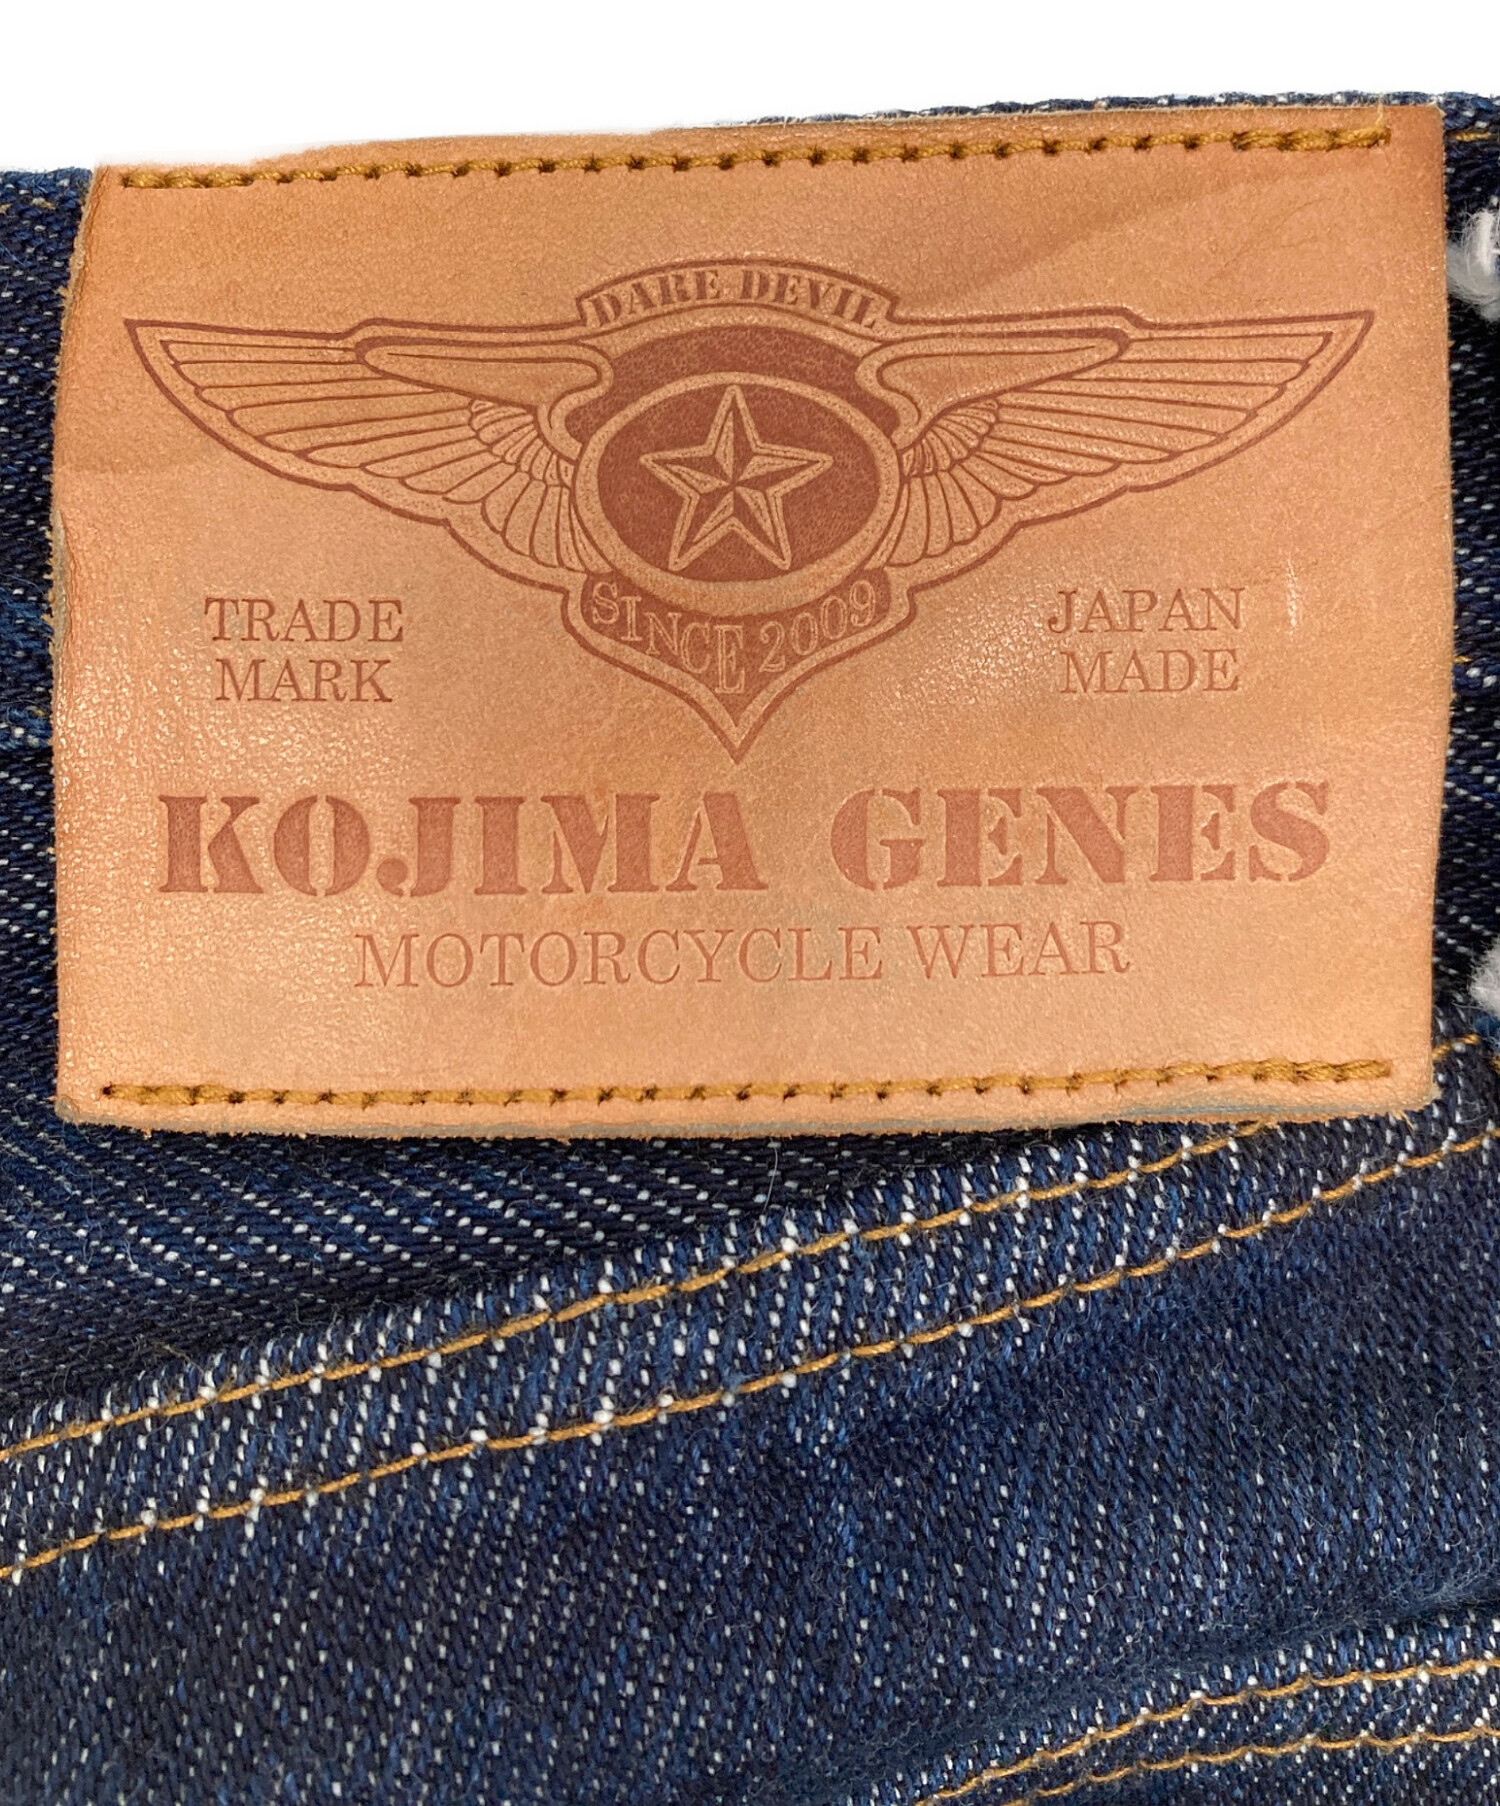 DARE DEVIL
SINCE 2009
TRADE
MARK
JAPAN
MADE
KOJIMA GENES
MOTORCYCLE WEAR